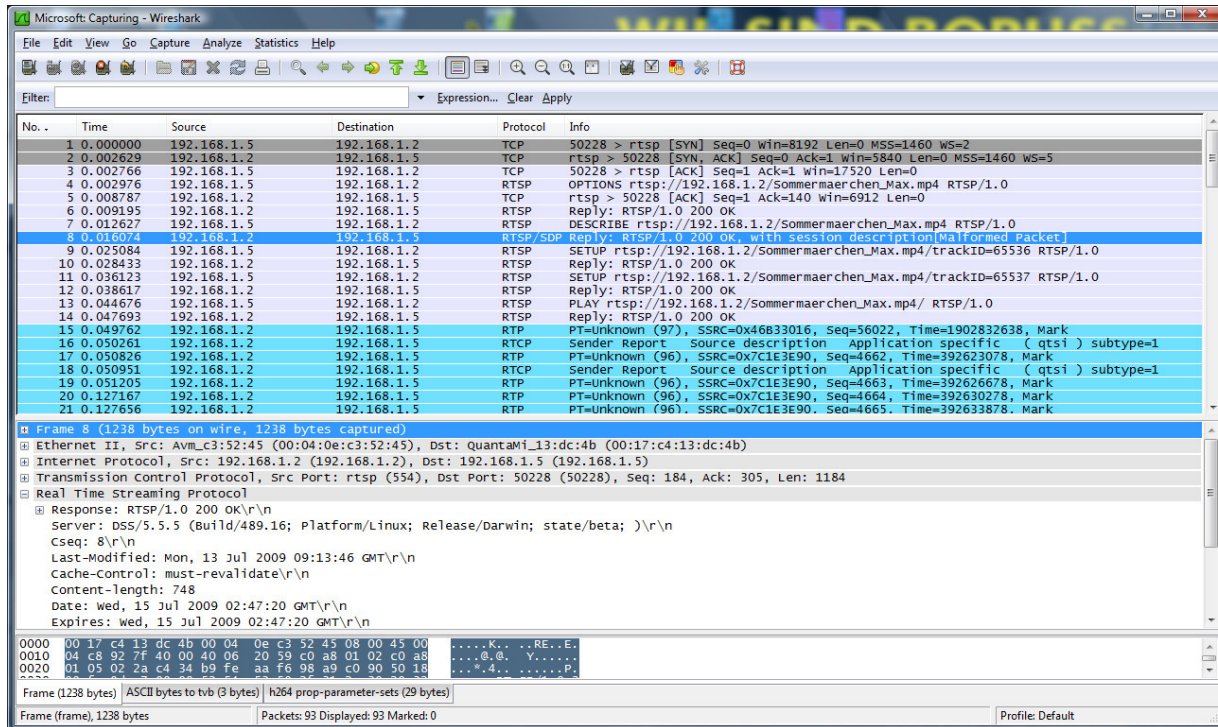 Microsoft: Capturing - Wireshark
WIR SIND BORUSS
File Edit View Go Capture Analyze Statistics Help
Filter: Expression... Clear Apply
No. . Time Source Destination Protocol Info
1 0.000000 192.168.1.5 192.168.1.2 TCP 50228 > rtsp [SYN] Seq=0 Win=8192 Len=0 MSS=1460 WS=2
2 0.002629 192.168.1.2 192.168.1.5 TCP rtsp > 50228 [SYN, ACK] Seq=0 Ack=1 Win=5840 Len=0 MSS=1460 WS=5
3 0.002766 192.168.1.5 192.168.1.2 TCP 50228 > rtsp [ACK] Seq=1 Ack=1 Win=17520 Len=0
4 0.002976 192.168.1.5 192.168.1.2 RTSP OPTIONS rtsp://192.168.1.2/Sommermaerchen_Max.mp4 RTSP/1.0
5 0.008787 192.168.1.2 192.168.1.5 TCP rtsp > 50228 [ACK] Seq=1 Ack=140 Win=6912 Len=0
6 0.009195 192.168.1.2 192.168.1.5 RTSP Reply: RTSP/1.0 200 OK
7 0.012627 192.168.1.5 192.168.1.2 RTSP DESCRIBE rtsp://192.168.1.2/Sommermaerchen_Max.mp4 RTSP/1.0
8 0.016074 192.168.1.2 192.168.1.5 RTSP/SDP Reply: RTSP/1.0 200 OK, with session description[Malformed Packet]
9 0.025084 192.168.1.5 192.168.1.2 RTSP SETUP rtsp://192.168.1.2/Sommermaerchen_Max.mp4/trackID=65536 RTSP/1.0
10 0.028433 192.168.1.2 192.168.1.5 RTSP Reply: RTSP/1.0 200 OK
11 0.036123 192.168.1.5 192.168.1.2 RTSP SETUP rtsp://192.168.1.2/Sommermaerchen_Max.mp4/trackID=65537 RTSP/1.0
12 0.038617 192.168.1.2 192.168.1.5 RTSP Reply: RTSP/1.0 200 OK
13 0.044676 192.168.1.5 192.168.1.2 RTSP PLAY rtsp://192.168.1.2/Sommermaerchen_Max.mp4/ RTSP/1.0
14 0.047693 192.168.1.2 192.168.1.5 RTSP Reply: RTSP/1.0 200 OK
15 0.049762 192.168.1.2 192.168.1.5 RTP PT=Unknown (97), SSRC=0x46B33016, Seq=56022, Time=1902832638, Mark
16 0.050261 192.168.1.2 192.168.1.5 RTCP Sender Report Source description Application specific ( qtsi ) subtype=1
17 0.050826 192.168.1.2 192.168.1.5 RTP PT=Unknown (96), SSRC=0x7C1E3E90, Seq=4662, Time=392623078, Mark
18 0.050951 192.168.1.2 192.168.1.5 RTCP Sender Report Source description Application specific ( qtsi ) subtype=1
19 0.051205 192.168.1.2 192.168.1.5 RTP PT=Unknown (96), SSRC=0x7C1E3E90, Seq=4663, Time=392626678, Mark
20 0.127167 192.168.1.2 192.168.1.5 RTP PT=Unknown (96), SSRC=0x7C1E3E90, Seq=4664, Time=392630278, Mark
21 0.127656 192.168.1.2 192.168.1.5 RTP PT=Unknown (96), SSRC=0x7C1E3E90, Seq=4665, Time=392633878, Mark
Frame 8 (1238 bytes on wire, 1238 bytes captured)
Ethernet II, Src: Avm_c3:52:45 (00:04:0e:c3:52:45), Dst: QuantaMi_13:dc:4b (00:17:c4:13:dc:4b)
Internet Protocol, Src: 192.168.1.2 (192.168.1.2), Dst: 192.168.1.5 (192.168.1.5)
Transmission Control Protocol, Src Port: rtsp (554), Dst Port: 50228 (50228), Seq: 184, Ack: 305, Len: 1184
Real Time Streaming Protocol
Response: RTSP/1.0 200 OK\r\n
Server: DSS/5.5.5 (Build/489.16; Platform/Linux; Release/Darwin; state/beta; )\r\n
Cseq: 8\r\n
Last-Modified: Mon, 13 Jul 2009 09:13:46 GMT\r\n
Cache-Control: must-revalidate\r\n
Content-length: 748
Date: Wed, 15 Jul 2009 02:47:20 GMT\r\n
Expires: Wed, 15 Jul 2009 02:47:20 GMT\r\n
0000 00 17 c4 13 dc 4b 00 04 0e c3 52 45 08 00 45 00 .....K.. ..RE..E.
0010 04 c8 92 7f 40 00 40 06 20 59 c0 a8 01 02 c0 a8 ....@.@. Y......
0020 01 05 02 2a c4 34 b9 fe aa f6 98 a9 c0 90 50 18 ...*.4.. ......P.
Frame (1238 bytes) ASCII bytes to tvb (3 bytes) h264 prop-parameter-sets (29 bytes)
Frame (frame), 1238 bytes Packets: 93 Displayed: 93 Marked: 0 Profile: Default